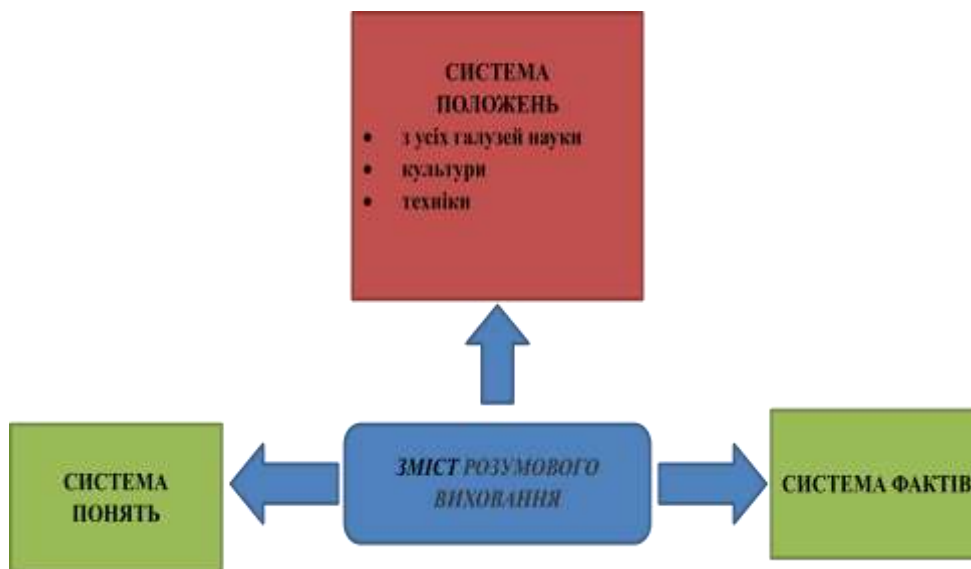 СИСТЕМА
ПОЛОЖЕНЬ
• з усіх галузей науки
• культури
• техніки
СИСТЕМА
ПОНЯТЬ
ЗМІСТ РОЗУМОВОГО
ВИХОВАННЯ
СИСТЕМА ФАКТІВ